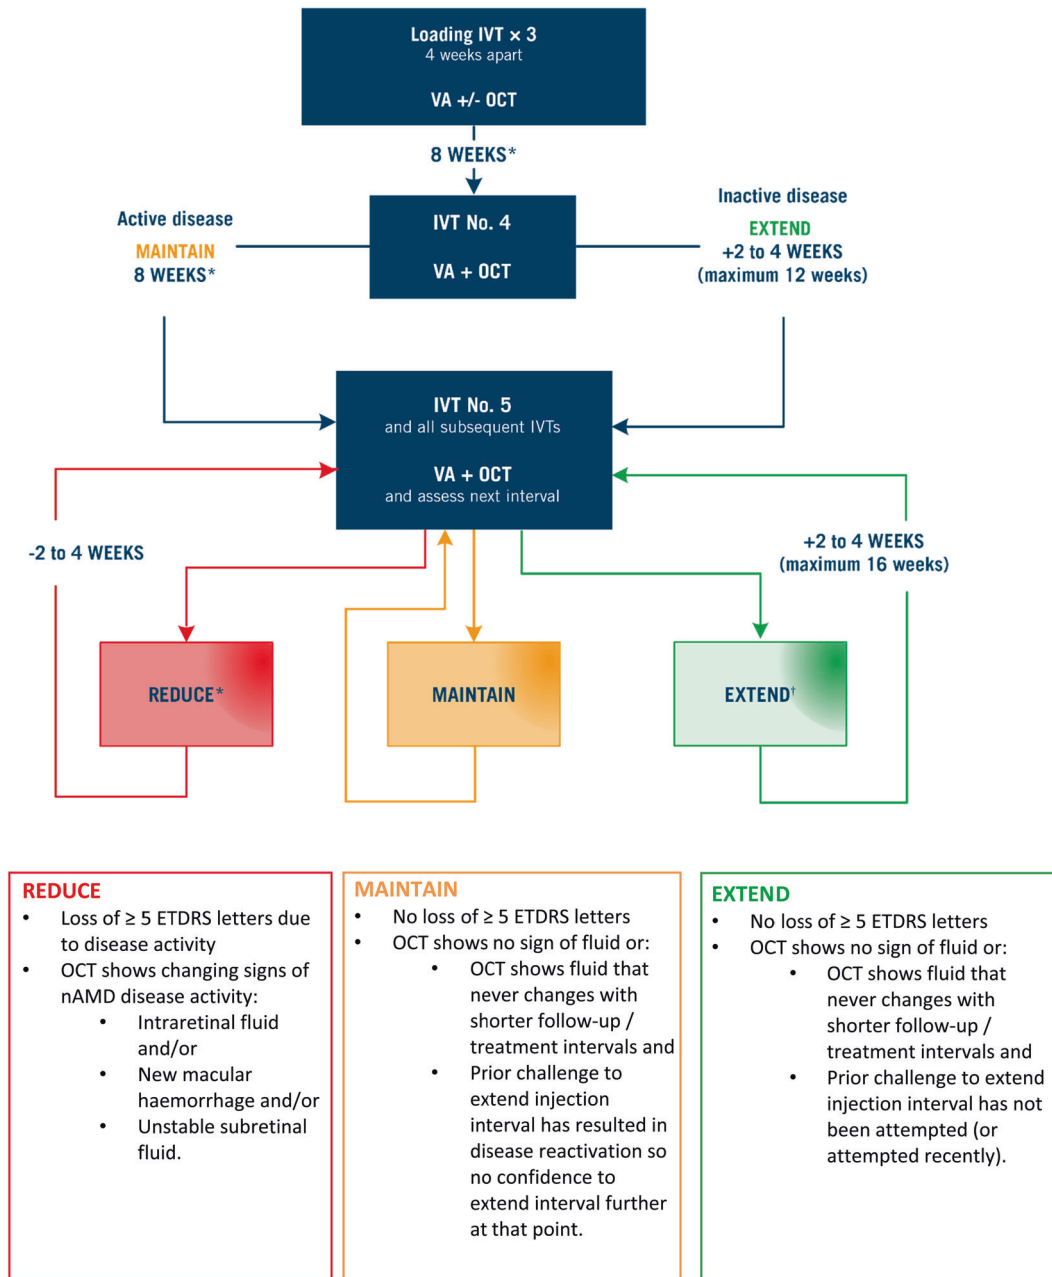 Loading IVT × 3
4 weeks apart
VA +/- OCT
8 WEEKS*
Active disease
MAINTAIN
8 WEEKS*
IVT No. 4
VA + OCT
Inactive disease
EXTEND
+2 to 4 WEEKS
(maximum 12 weeks)
IVT No. 5
and all subsequent IVTs
VA + OCT
and assess next interval
-2 to 4 WEEKS
+2 to 4 WEEKS
(maximum 16 weeks)
REDUCE*
MAINTAIN
EXTEND†
REDUCE
• Loss of ≥ 5 ETDRS letters due
to disease activity
• OCT shows changing signs of
nAMD disease activity:
• Intraretinal fluid
and/or
• New macular
haemorrhage and/or
• Unstable subretinal
fluid.
MAINTAIN
• No loss of ≥ 5 ETDRS letters
• OCT shows no sign of fluid or:
• OCT shows fluid that
never changes with
shorter follow-up /
treatment intervals and
• Prior challenge to
extend injection
interval has resulted in
disease reactivation so
no confidence to
extend interval further
at that point.
EXTEND
• No loss of ≥ 5 ETDRS letters
• OCT shows no sign of fluid or:
• OCT shows fluid that
never changes with
shorter follow-up /
treatment intervals and
• Prior challenge to extend
injection interval has not
been attempted (or
attempted recently).